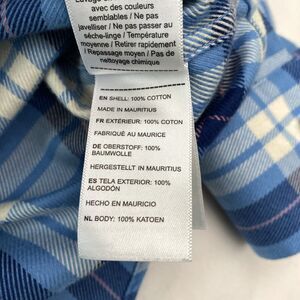 avec des couleurs
semblables / Ne pas
javelliser / Ne pas passer au
sèche-linge / Température
moyenne / Retirer rapidement
/ Repassage moyen / Pas de
nettoyage chimique
EN SHELL: 100% COTTON
MADE IN MAURITIUS
FR EXTÉRIEUR: 100% COTON
FABRIQUÉ AU MAURICE
DE OBERSTOFF: 100%
BAUMWOLLE
HERGESTELLT IN MAURITIUS
ES TELA EXTERIOR: 100%
ALGODÓN
HECHO EN MAURICIO
NL BODY: 100% KATOEN